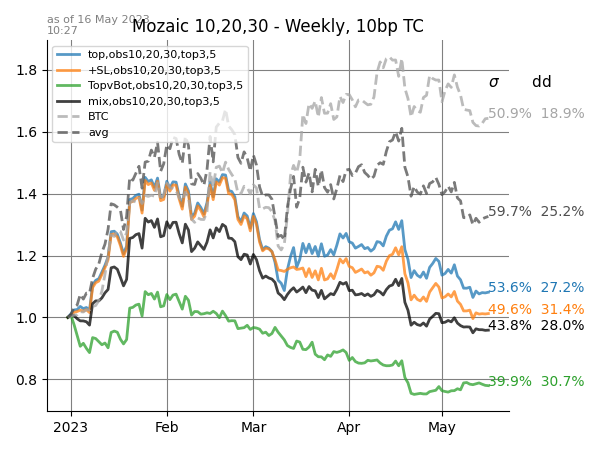 as of 16 May 2023
10:27
Mozaic 10,20,30 - Weekly, 10bp TC
top,obs10,20,30,top3,5
+SL,obs10,20,30,top3,5
TopvBot,obs10,20,30,top3,5
mix,obs10,20,30,top3,5
BTC
avg
σ dd
50.9% 18.9%
59.7% 25.2%
53.6% 27.2%
49.6% 31.4%
43.8% 28.0%
39.9% 30.7%
1.8
1.6
1.4
1.2
1.0
0.8
2023 Feb Mar Apr May